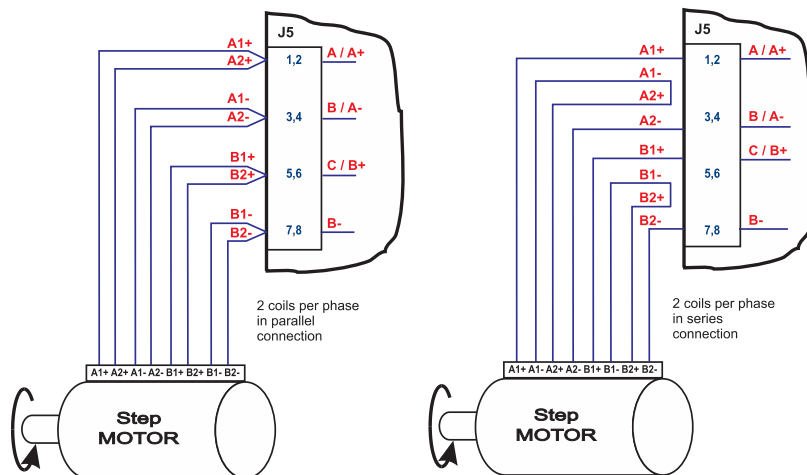 J5
A1+
A2+
1,2
A / A+
A1-
A2-
3,4
B / A-
B1+
B2+
5,6
C / B+
B1-
B2-
7,8
B-
2 coils per phase
in parallel
connection
A1+ A2+ A1- A2- B1+ B2+ B1- B2-
Step
MOTOR
J5
A1+
1,2
A / A+
A1-
A2+
A2-
3,4
B / A-
B1+
C / B+
B1-
5,6
B2+
B2-
7,8
B-
2 coils per phase
in series
connection
A1+ A1- A2+ A2- B1+ B1- B2+ B2-
Step
MOTOR